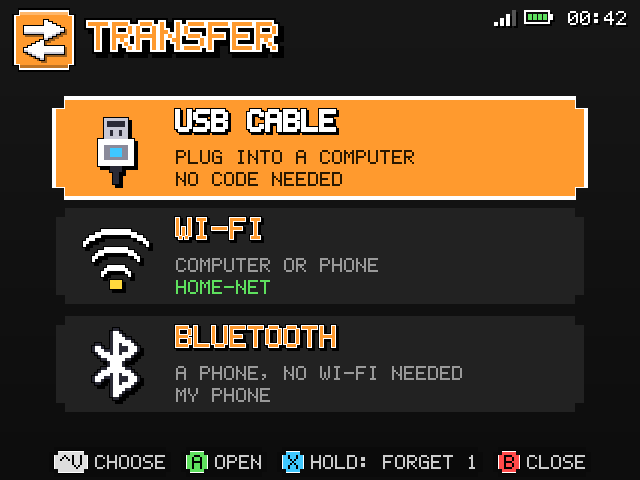 TRANSFER
00:42
USB CABLE
PLUG INTO A COMPUTER
NO CODE NEEDED
WI-FI
COMPUTER OR PHONE
HOME-NET
BLUETOOTH
A PHONE, NO WI-FI NEEDED
MY PHONE
^V CHOOSE A OPEN X HOLD: FORGET 1 B CLOSE